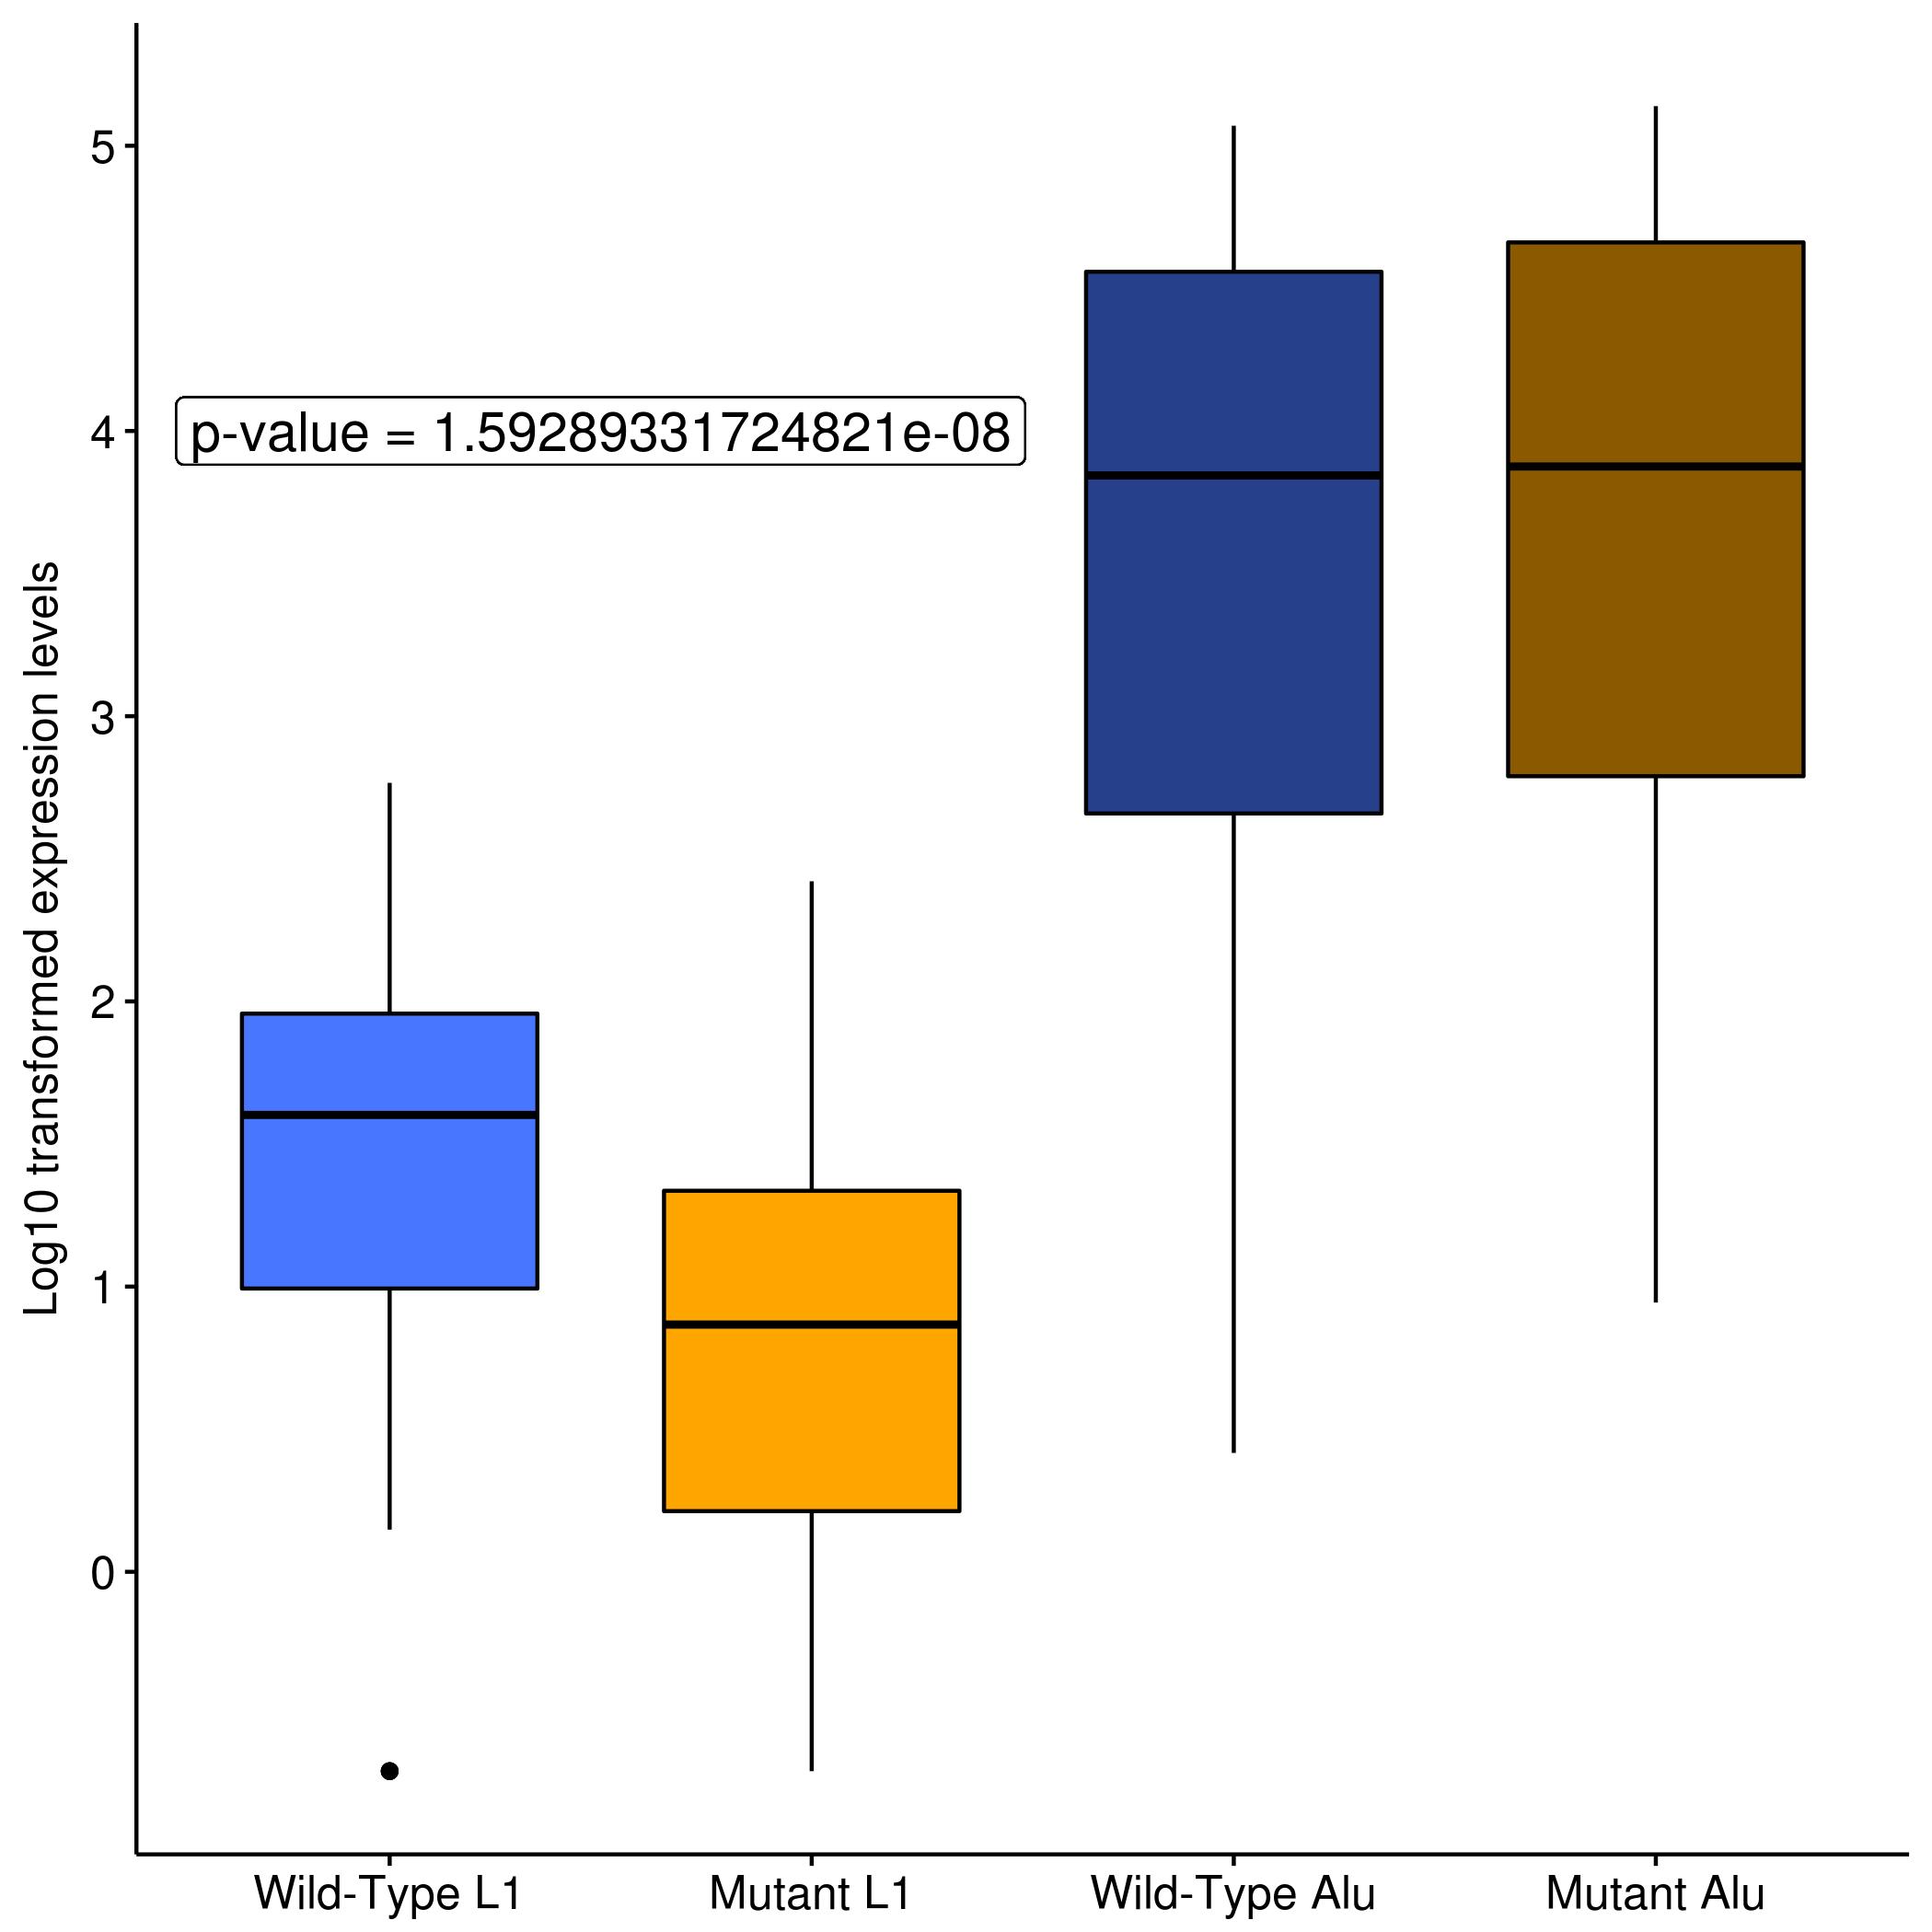 Log10 transformed expression levels
5
4
3
2
1
0
p-value = 1.59289331724821e-08
Wild-Type L1
Mutant L1
Wild-Type Alu
Mutant Alu